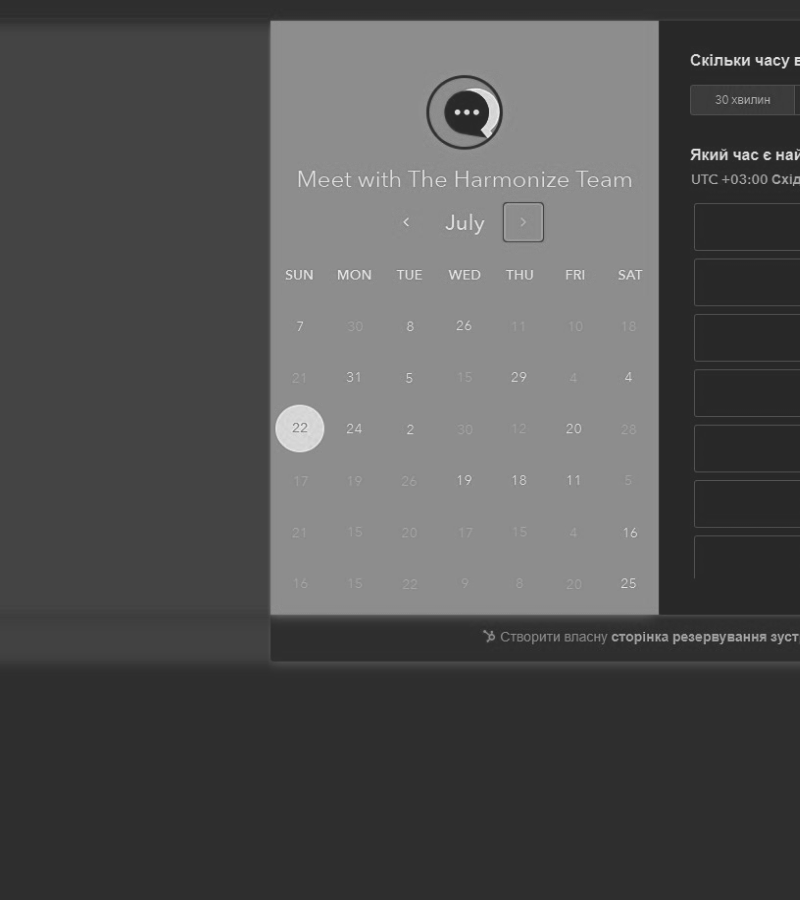 Meet with The Harmonize Team
July
SUN MON TUE WED THU FRI SAT
7 30 8 26 11 10 18
21 31 5 15 29 4 4
22 24 2 30 12 20 28
17 19 26 19 18 11 5
21 15 20 17 15 4 16
16 15 22 9 8 20 25
Скільки часу в
30 хвилин
Який час є най
UTC +03:00 Схід
Створити власну сторінка резервування зуст